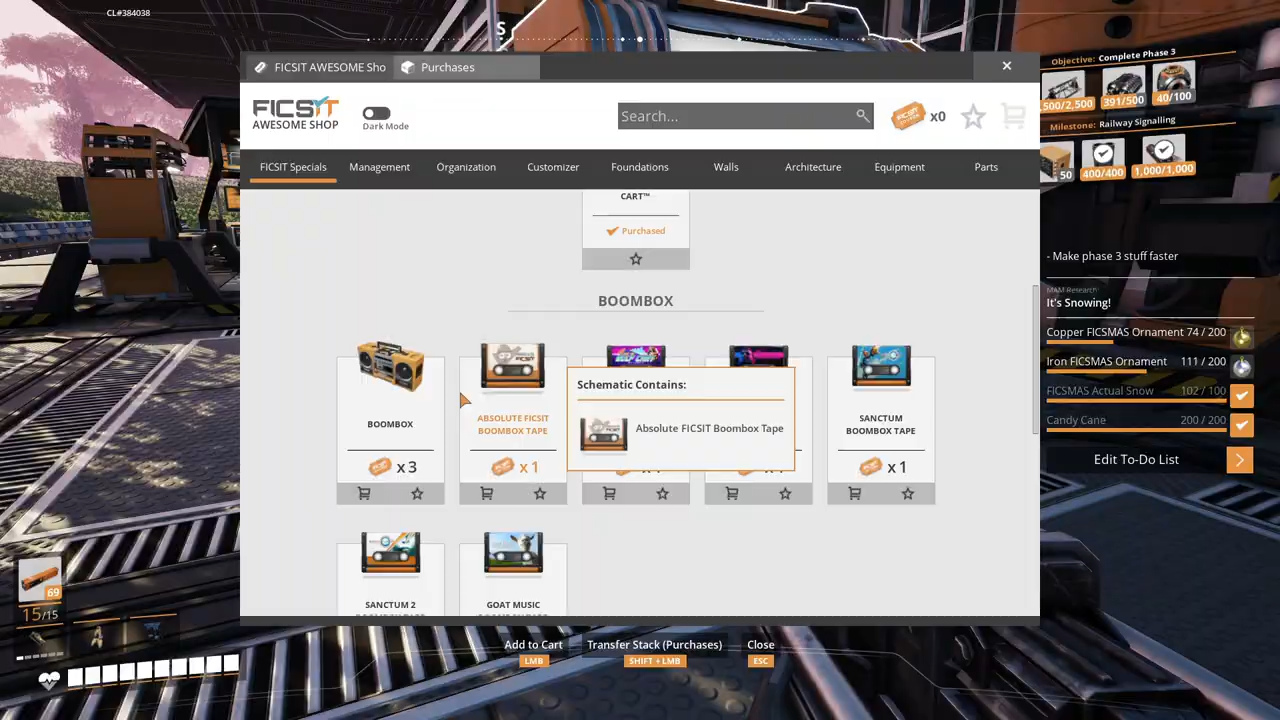 CL#384038
S
FICSIT AWESOME Sho
Purchases
FICSIT
AWESOME SHOP
Dark Mode
Search...
x0
FICSIT Specials
Management
Organization
Customizer
Foundations
Walls
Architecture
Equipment
Parts
CART™
Purchased
BOOMBOX
BOOMBOX
x 3
ABSOLUTE FICSIT
BOOMBOX TAPE
x 1
Schematic Contains:
Absolute FICSIT Boombox Tape
SANCTUM
BOOMBOX TAPE
x 1
SANCTUM 2
GOAT MUSIC
Add to Cart
LMB
Transfer Stack (Purchases)
SHIFT + LMB
Close
ESC
Objective: Complete Phase 3
500/2,500
391/500
40/100
Milestone: Railway Signalling
50
400/400
1,000/1,000
- Make phase 3 stuff faster
MAM Research
It's Snowing!
Copper FICSMAS Ornament 74 / 200
Iron FICSMAS Ornament 111 / 200
FICSMAS Actual Snow 102 / 100
Candy Cane 200 / 200
Edit To-Do List
69
15/15